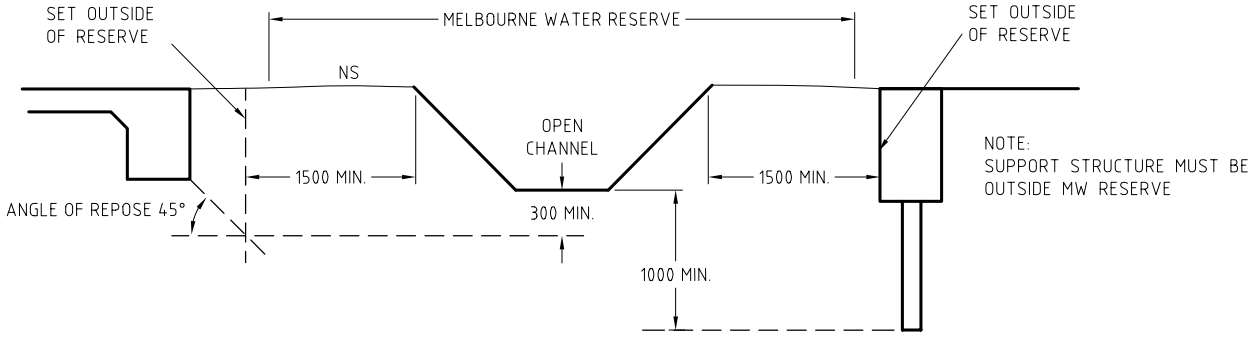 SET OUTSIDE
OF RESERVE
MELBOURNE WATER RESERVE
SET OUTSIDE
OF RESERVE
NS
OPEN
CHANNEL
NOTE:
SUPPORT STRUCTURE MUST BE
OUTSIDE MW RESERVE
1500 MIN.
1500 MIN.
ANGLE OF REPOSE 45°
300 MIN.
1000 MIN.